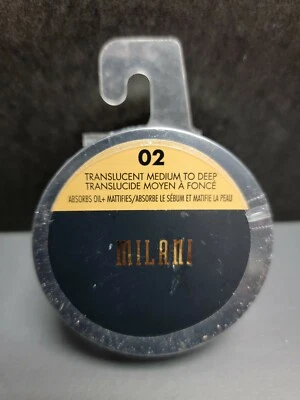 02
TRANSLUCENT MEDIUM TO DEEP
TRANSLUCIDE MOYEN À FONCÉ
ABSORBS OIL+ MATTIFIES/ABSORBE LE SÉBUM ET MATIFIE LA PEAU
MILANI